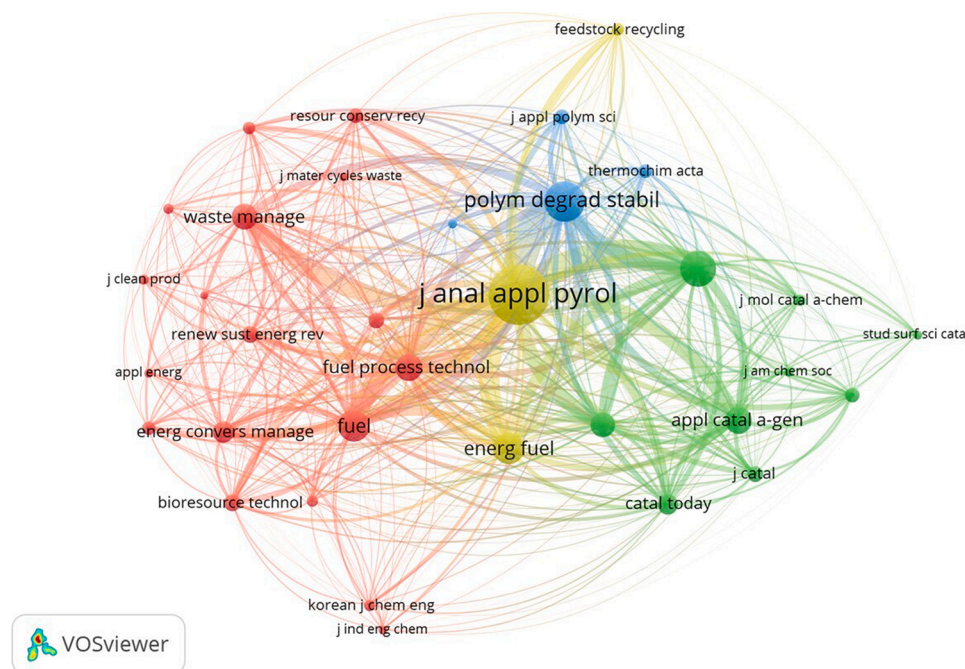 feedstock recycling
resour conserv recy
j appl polym sci
thermochim acta
j mater cycles waste
polym degrad stabil
waste manage
j clean prod
j anal appl pyrol
j mol catal a-chem
renew sust energ rev
stud surf sci cata
fuel process technol
appl energ
j am chem soc
appl catal a-gen
fuel
energ convers manage
energ fuel
j catal
bioresource technol
catal today
korean j chem eng
j ind eng chem
VOSviewer